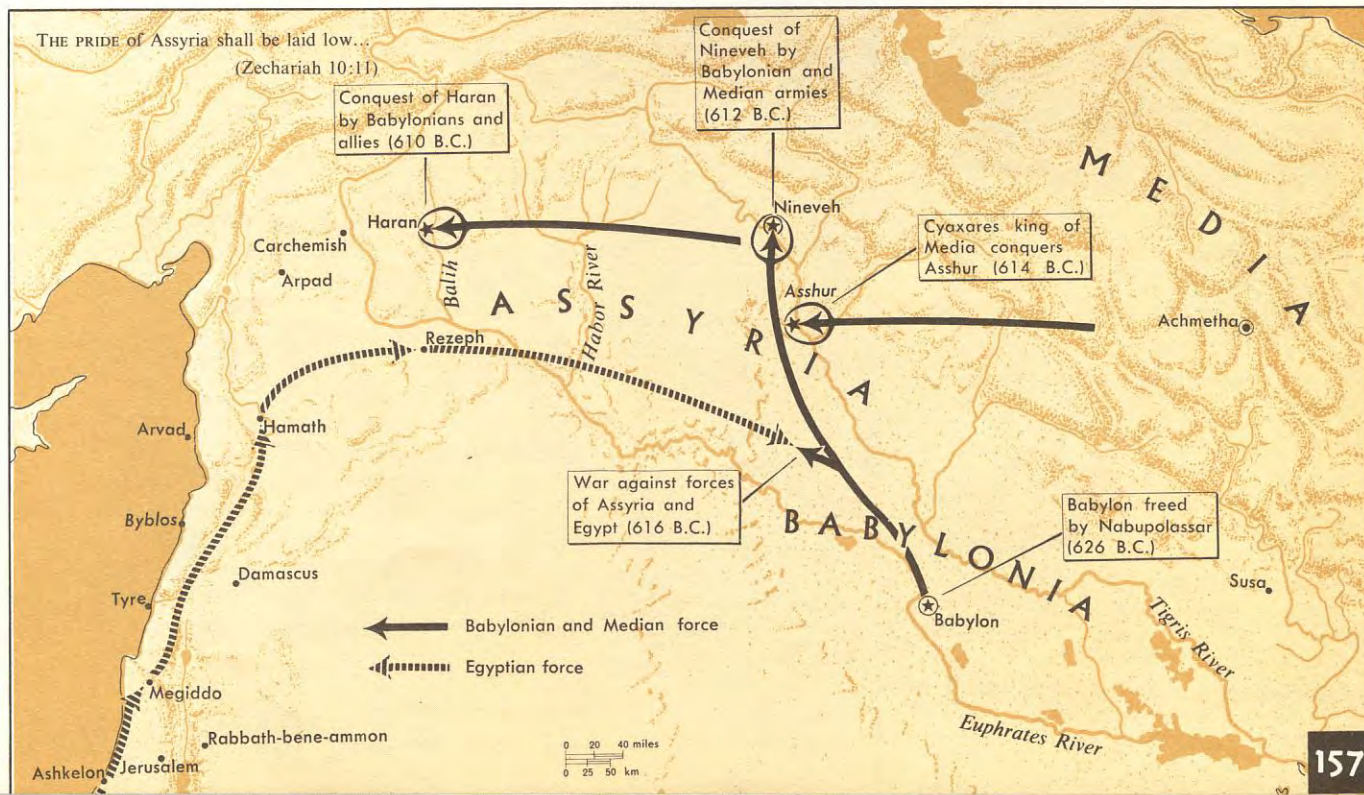 THE PRIDE of Assyria shall be laid low...
(Zechariah 10:11)
Conquest of Haran
by Babylonians and
allies (610 B.C.)
Conquest of
Nineveh by
Babylonian and
Median armies
(612 B.C.)
MEDIA
Nineveh
Haran
Cyaxares king of
Media conquers
Asshur (614 B.C.)
Carchemish
Arpad
Balih
Habor River
ASSYRIA
Asshur
Achmetha
Rezeph
Hamath
Arvad
War against forces
of Assyria and
Egypt (616 B.C.)
BABYLONIA
Babylon freed
by Nabupolassar
(626 B.C.)
Byblos
Damascus
Susa
Tyre
Babylon
Tigris River
Babylonian and Median force
Egyptian force
Megiddo
Euphrates River
Rabbath-bene-ammon
0 20 40 miles
0 25 50 km
Jerusalem
Ashkelon
157